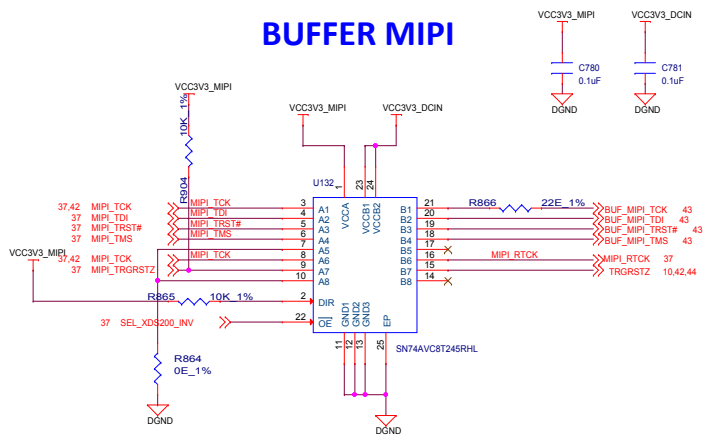 BUFFER MIPI
VCC3V3_MIPI
VCC3V3_DCIN
C780
0.1uF
DGND
C781
0.1uF
DGND
VCC3V3_MIPI
10K_1%
R904
VCC3V3_MIPI
VCC3V3_DCIN
U132
1
23
24
VCCA
VCCB1
VCCB2
37,42 MIPI_TCK MIPI_TCK 3 A1
37 MIPI_TDI MIPI_TDI 4 A2
37 MIPI_TRST# MIPI_TRST# 5 A3
37 MIPI_TMS MIPI_TMS 6 A4
7 A5
37,42 MIPI_TCK MIPI_TCK 8 A6
37 MIPI_TRGRSTZ 9 A7
10 A8
VCC3V3_MIPI
R865 10K_1% 2 DIR
37 SEL_XDS200_INV 22 OE
B1 21 R866 22E_1% BUF_MIPI_TCK 43
B2 20 BUF_MIPI_TDI 43
B3 19 BUF_MIPI_TRST# 43
B4 18 BUF_MIPI_TMS 43
B5 17
B6 16 MIPI_RTCK MIPI_RTCK 37
B7 15 TRGRSTZ 10,42,44
B8 14
GND1
GND2
GND3
EP
11
12
13
25
SN74AVC8T245RHL
R864
0E_1%
DGND
DGND